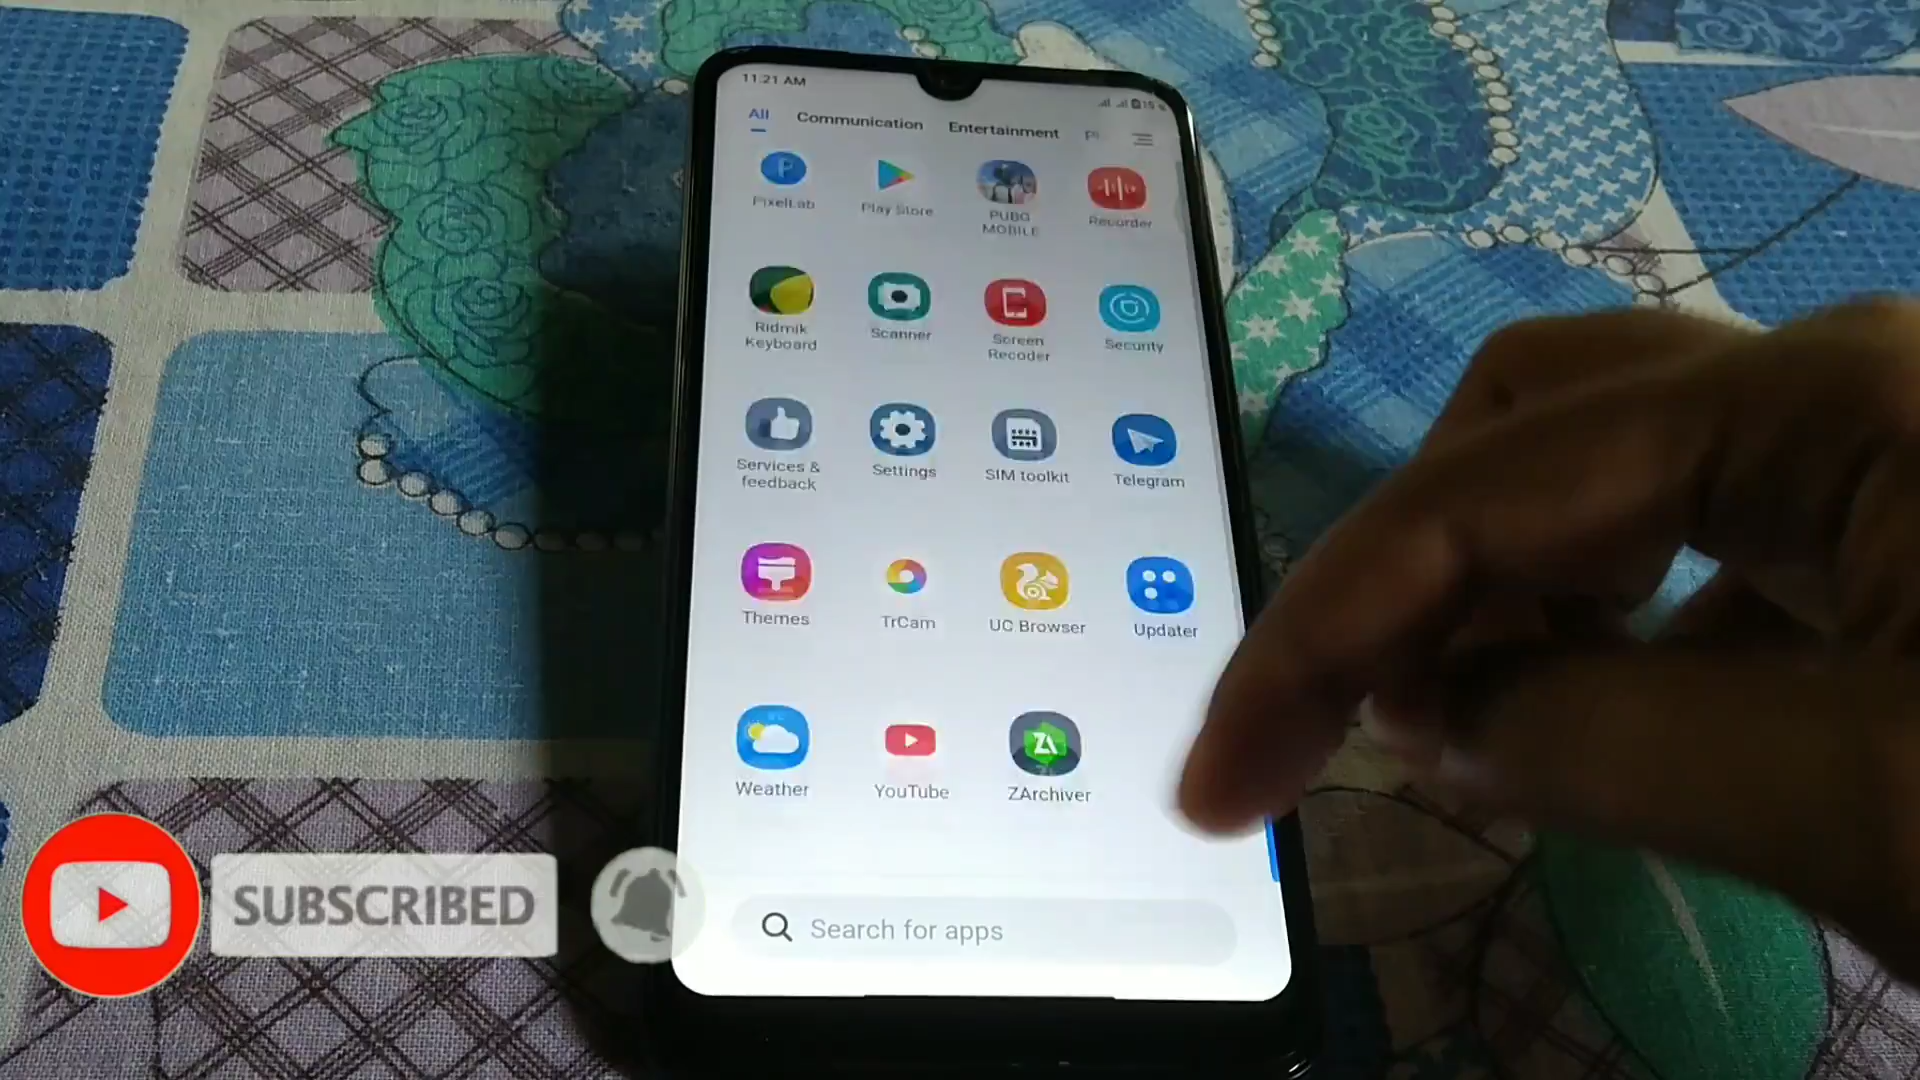 11.21 AM
15
All Communication Entertainment
PixelLab
Play Store
PUBG
MOBILE
Recorder
Ridmik
Keyboard
Scanner
Screen
Recoder
Security
Services &
feedback
Settings
SIM toolkit
Telegram
Themes
TrCam
UC Browser
Updater
Weather
YouTube
ZArchiver
SUBSCRIBED
Search for apps